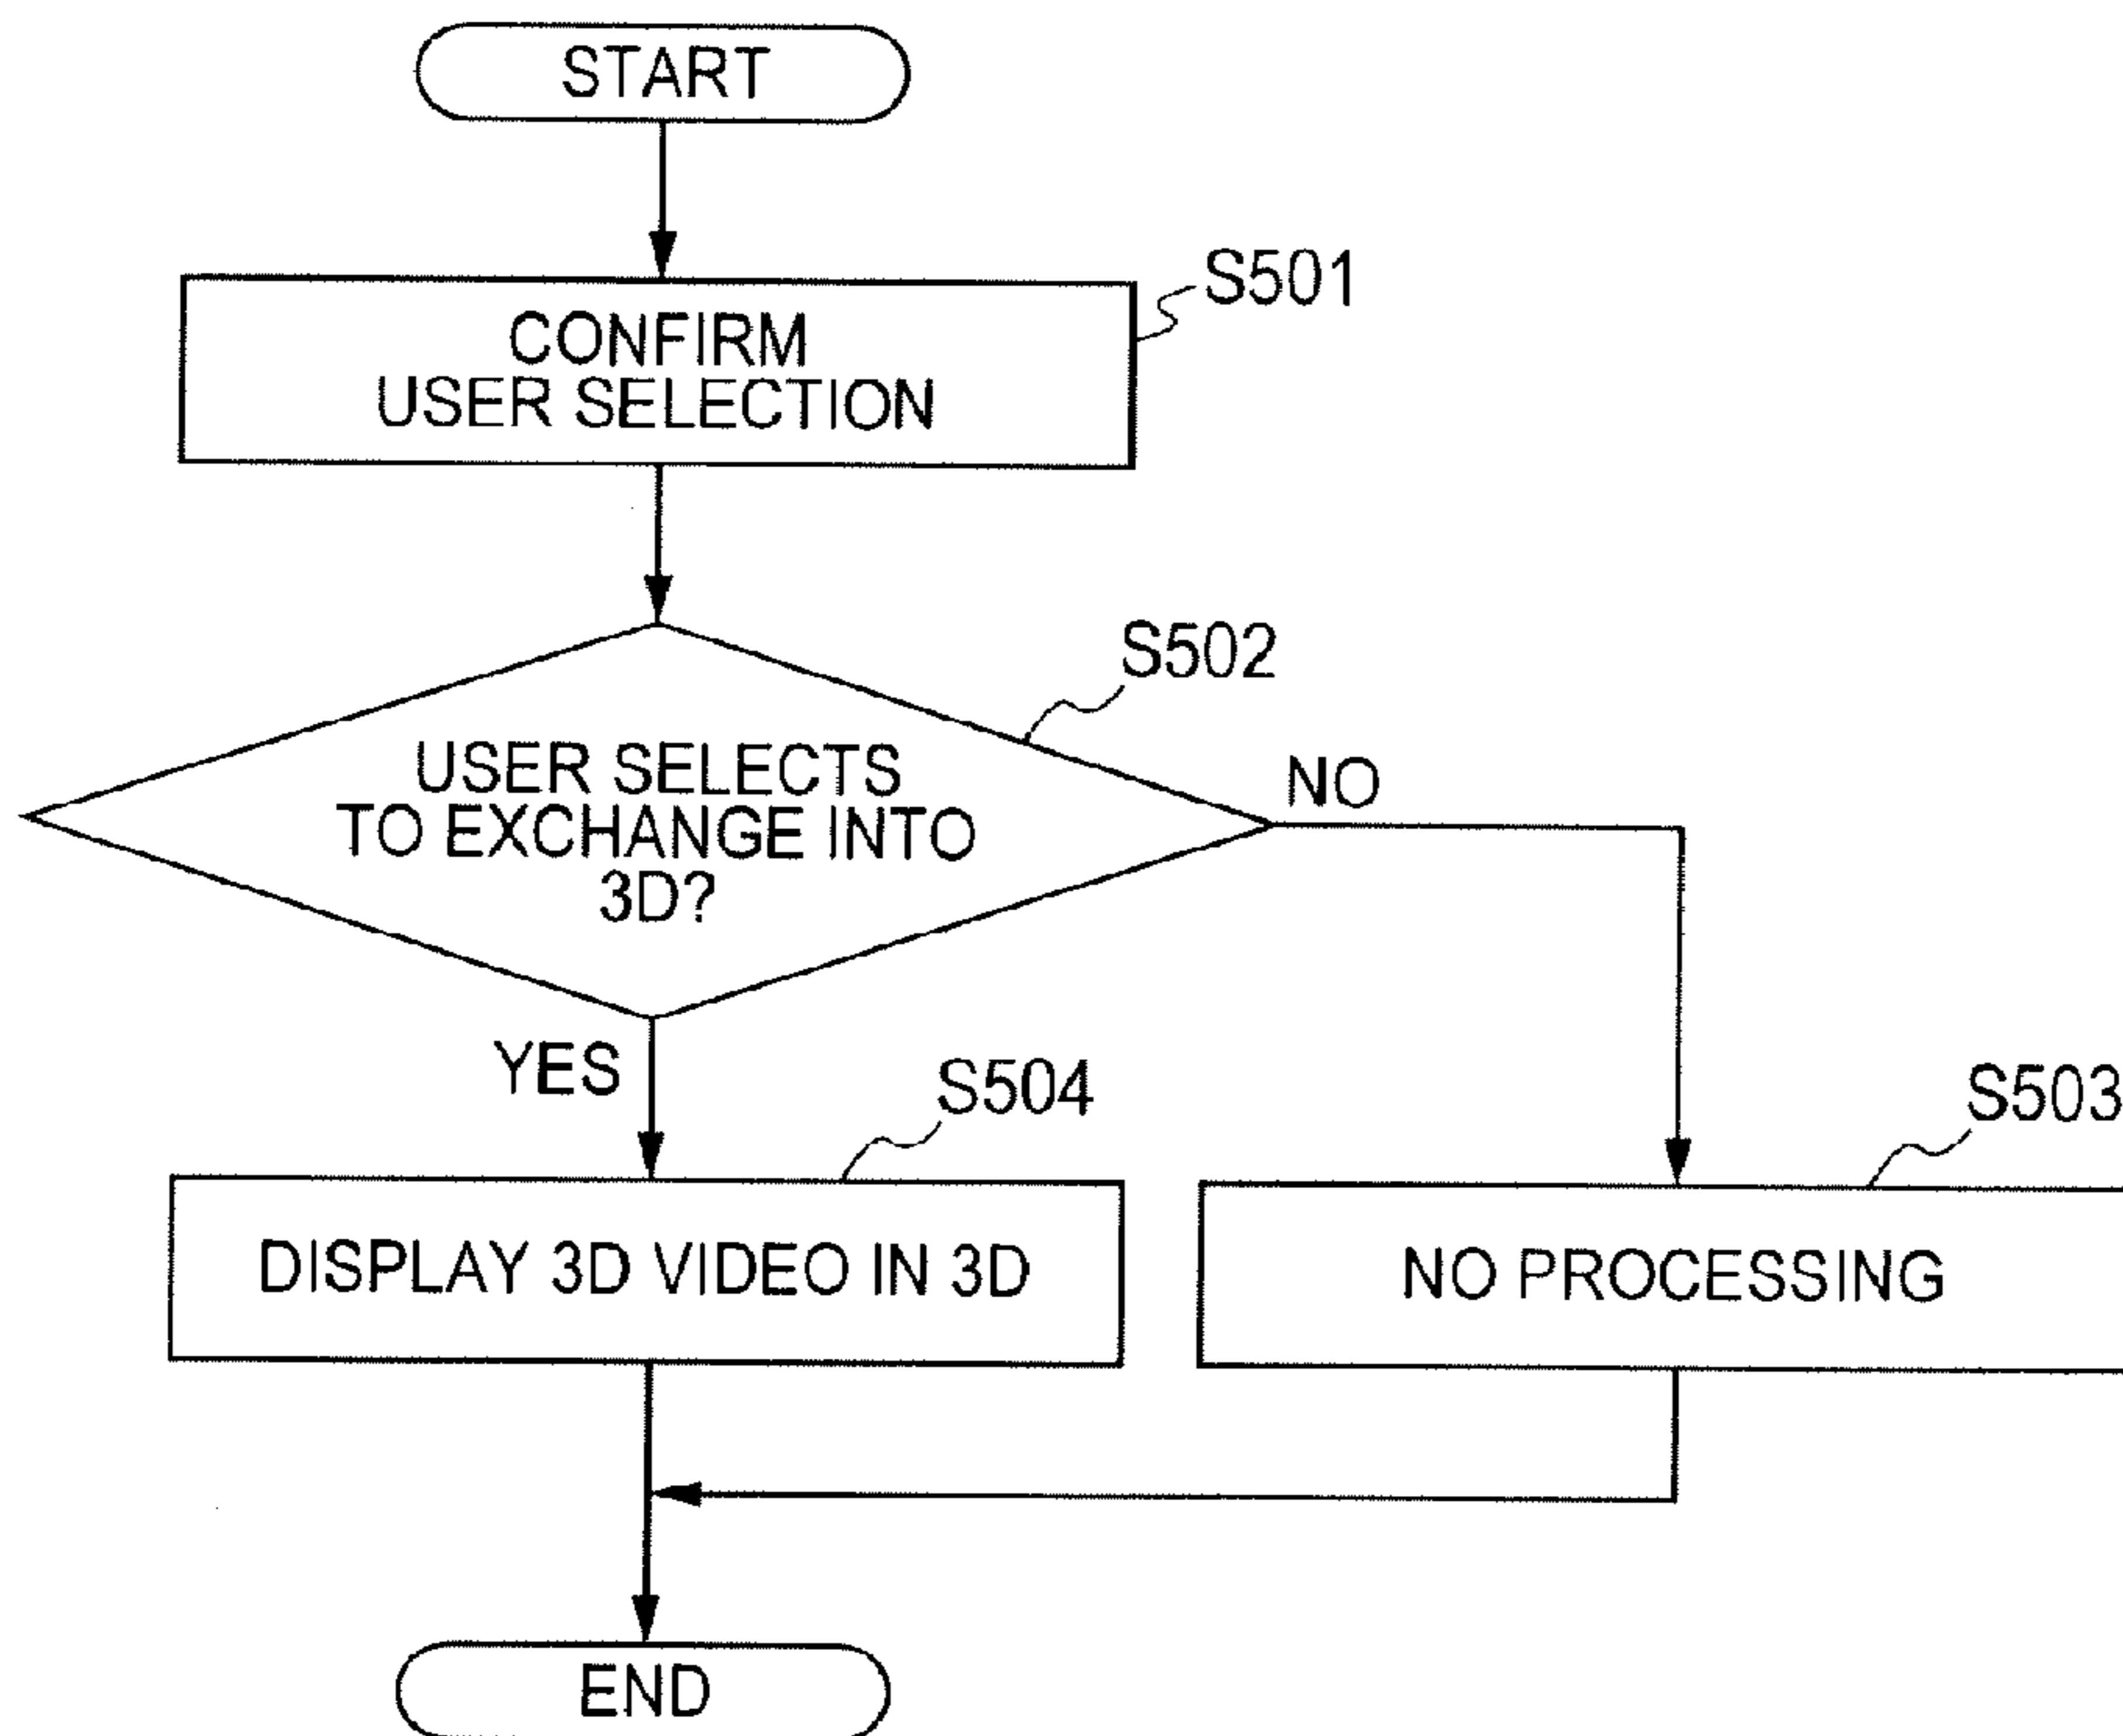 START
S501
CONFIRM
USER SELECTION
S502
USER SELECTS
TO EXCHANGE INTO
3D?
NO
YES
S504
S503
DISPLAY 3D VIDEO IN 3D
NO PROCESSING
END